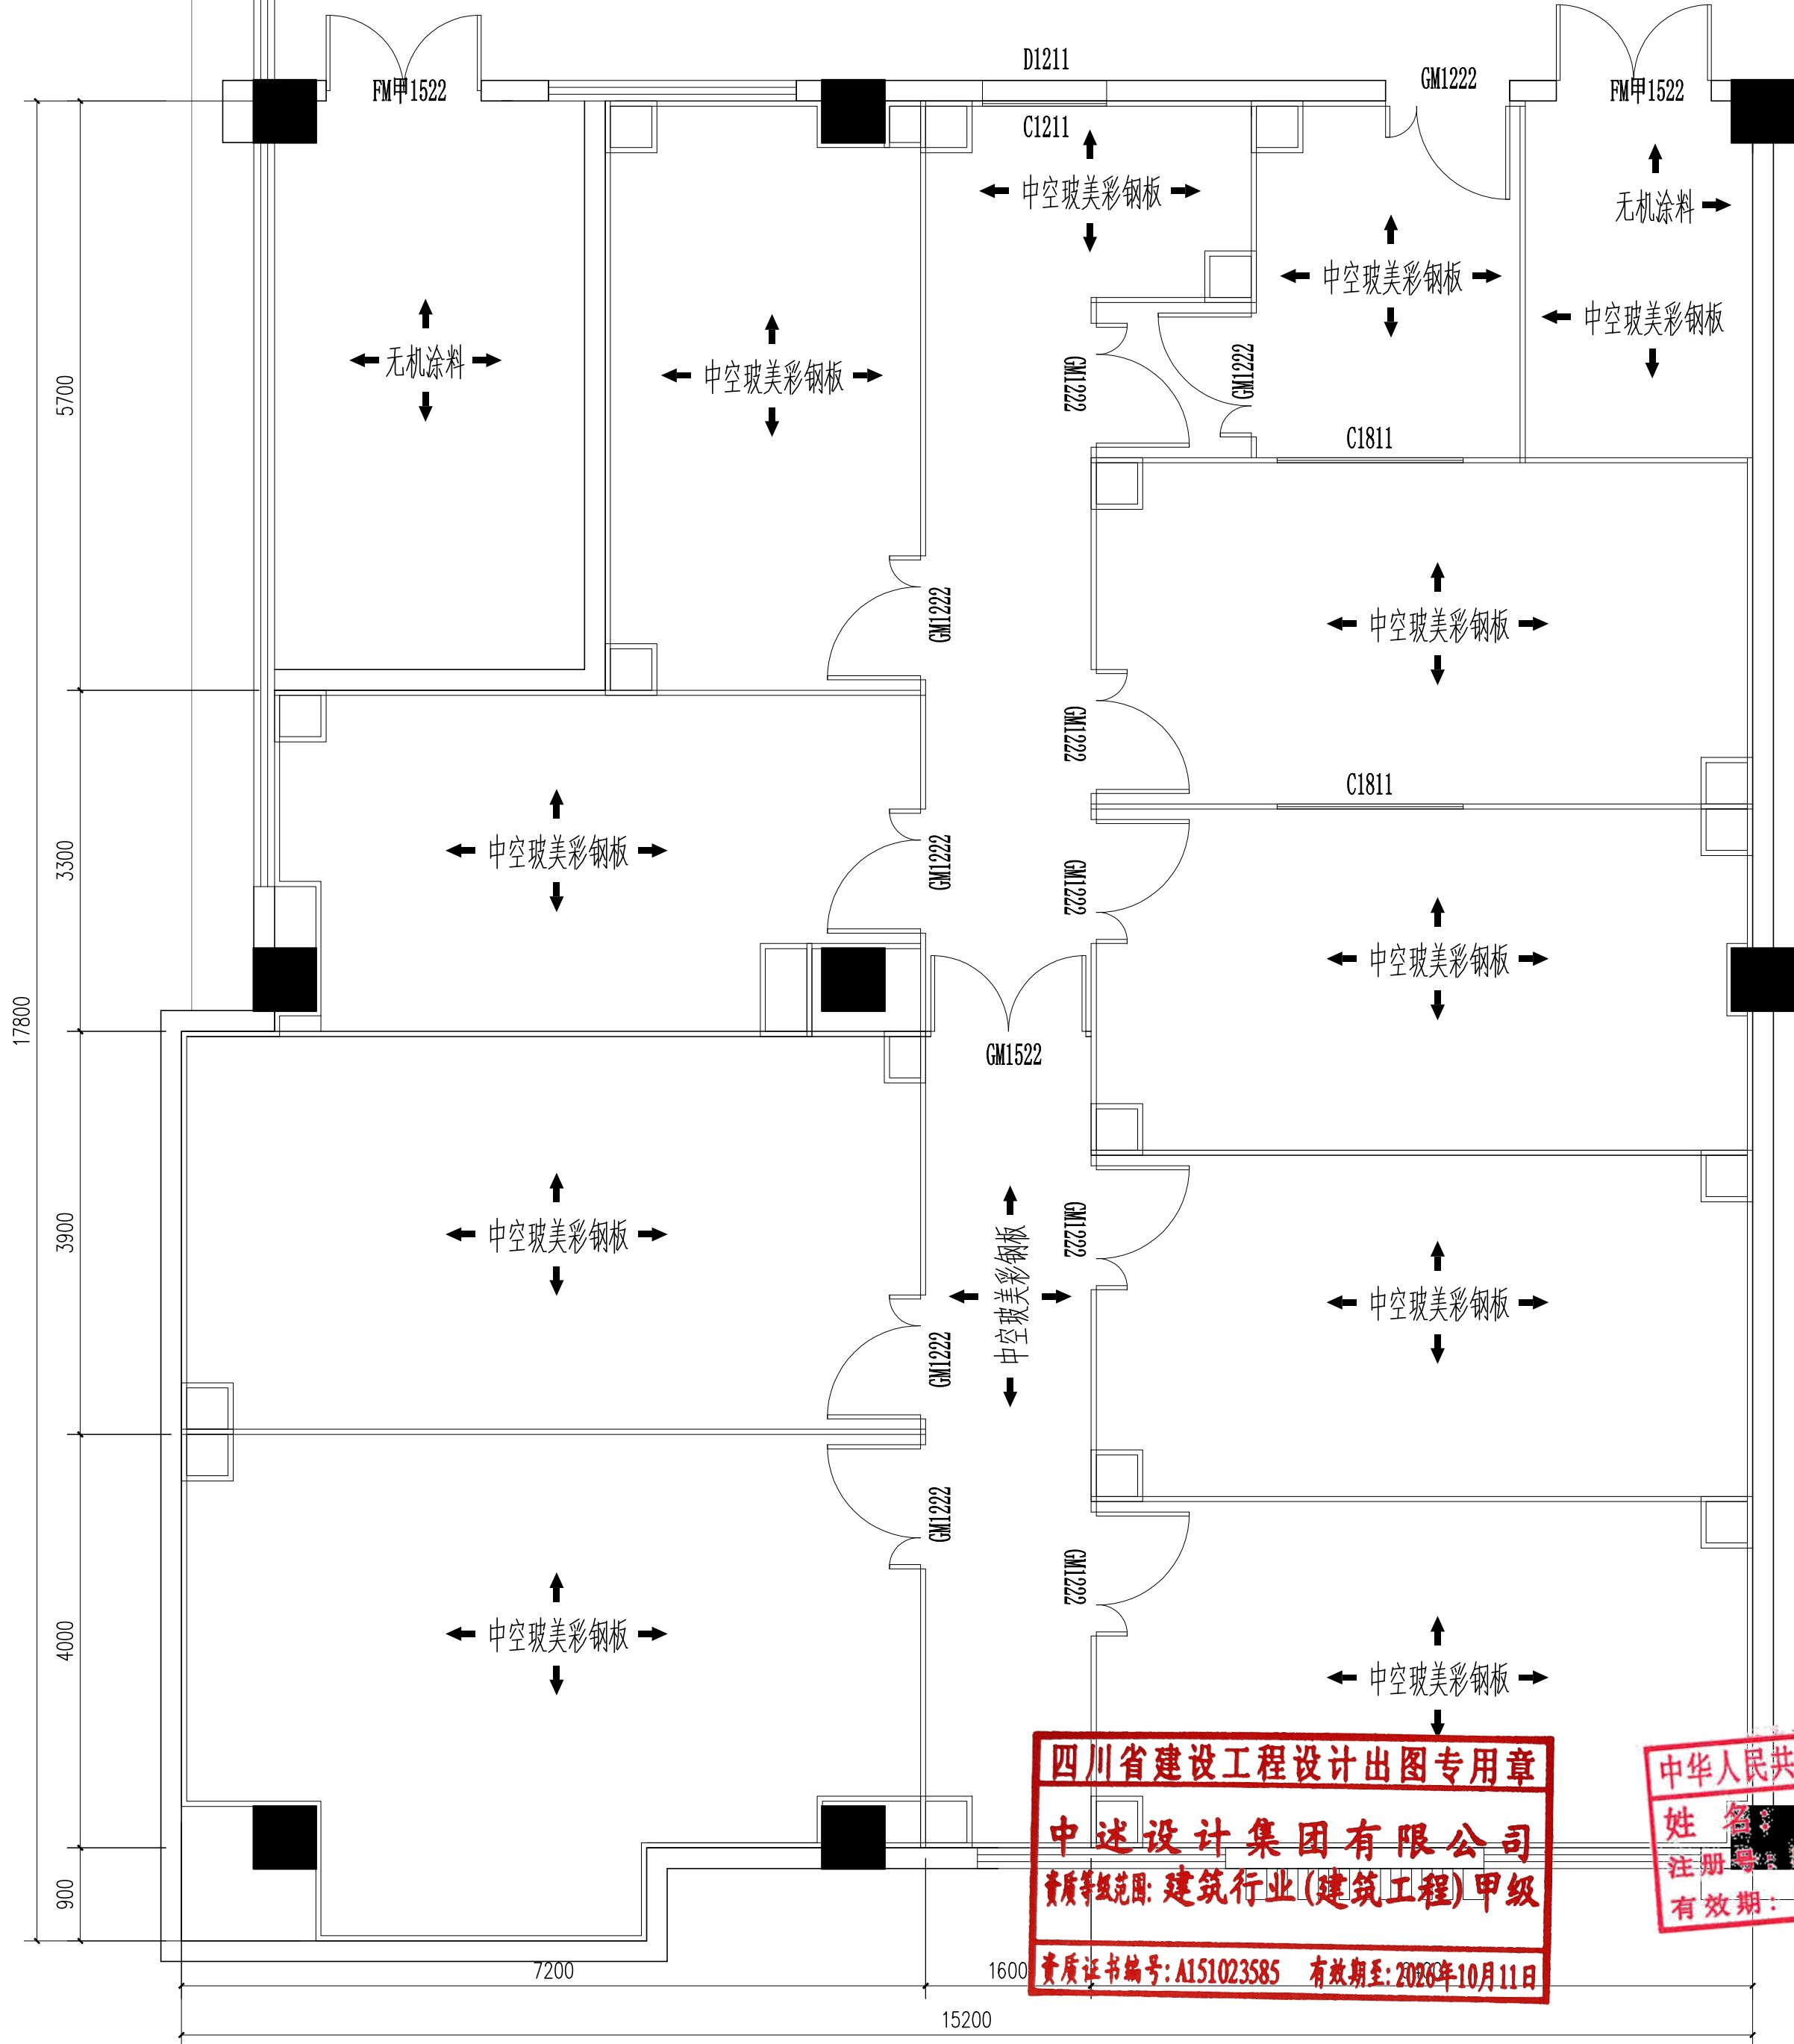 D1211
FM甲1522
GM1222
FM甲1522
C1211
中空玻美彩钢板
无机涂料
中空玻美彩钢板
中空玻美彩钢板
无机涂料
中空玻美彩钢板
GM1222
GM1222
5700
C1811
GM1222
中空玻美彩钢板
GM1222
C1811
3300
中空玻美彩钢板
GM1222
GM1222
中空玻美彩钢板
17800
GM1522
3900
中空玻美彩钢板
GM1222
中空玻美彩钢板
中空玻美彩钢板
GM1222
GM1222
GM1222
4000
中空玻美彩钢板
中空玻美彩钢板
四川省建设工程设计出图专用章
中述设计集团有限公司
资质等级范围: 建筑行业(建筑工程)甲级
资质证书编号: A151023585 有效期至: 2026年10月11日
中华人民共
姓 名:
注册号:
有效期:
900
7200
1600
15200